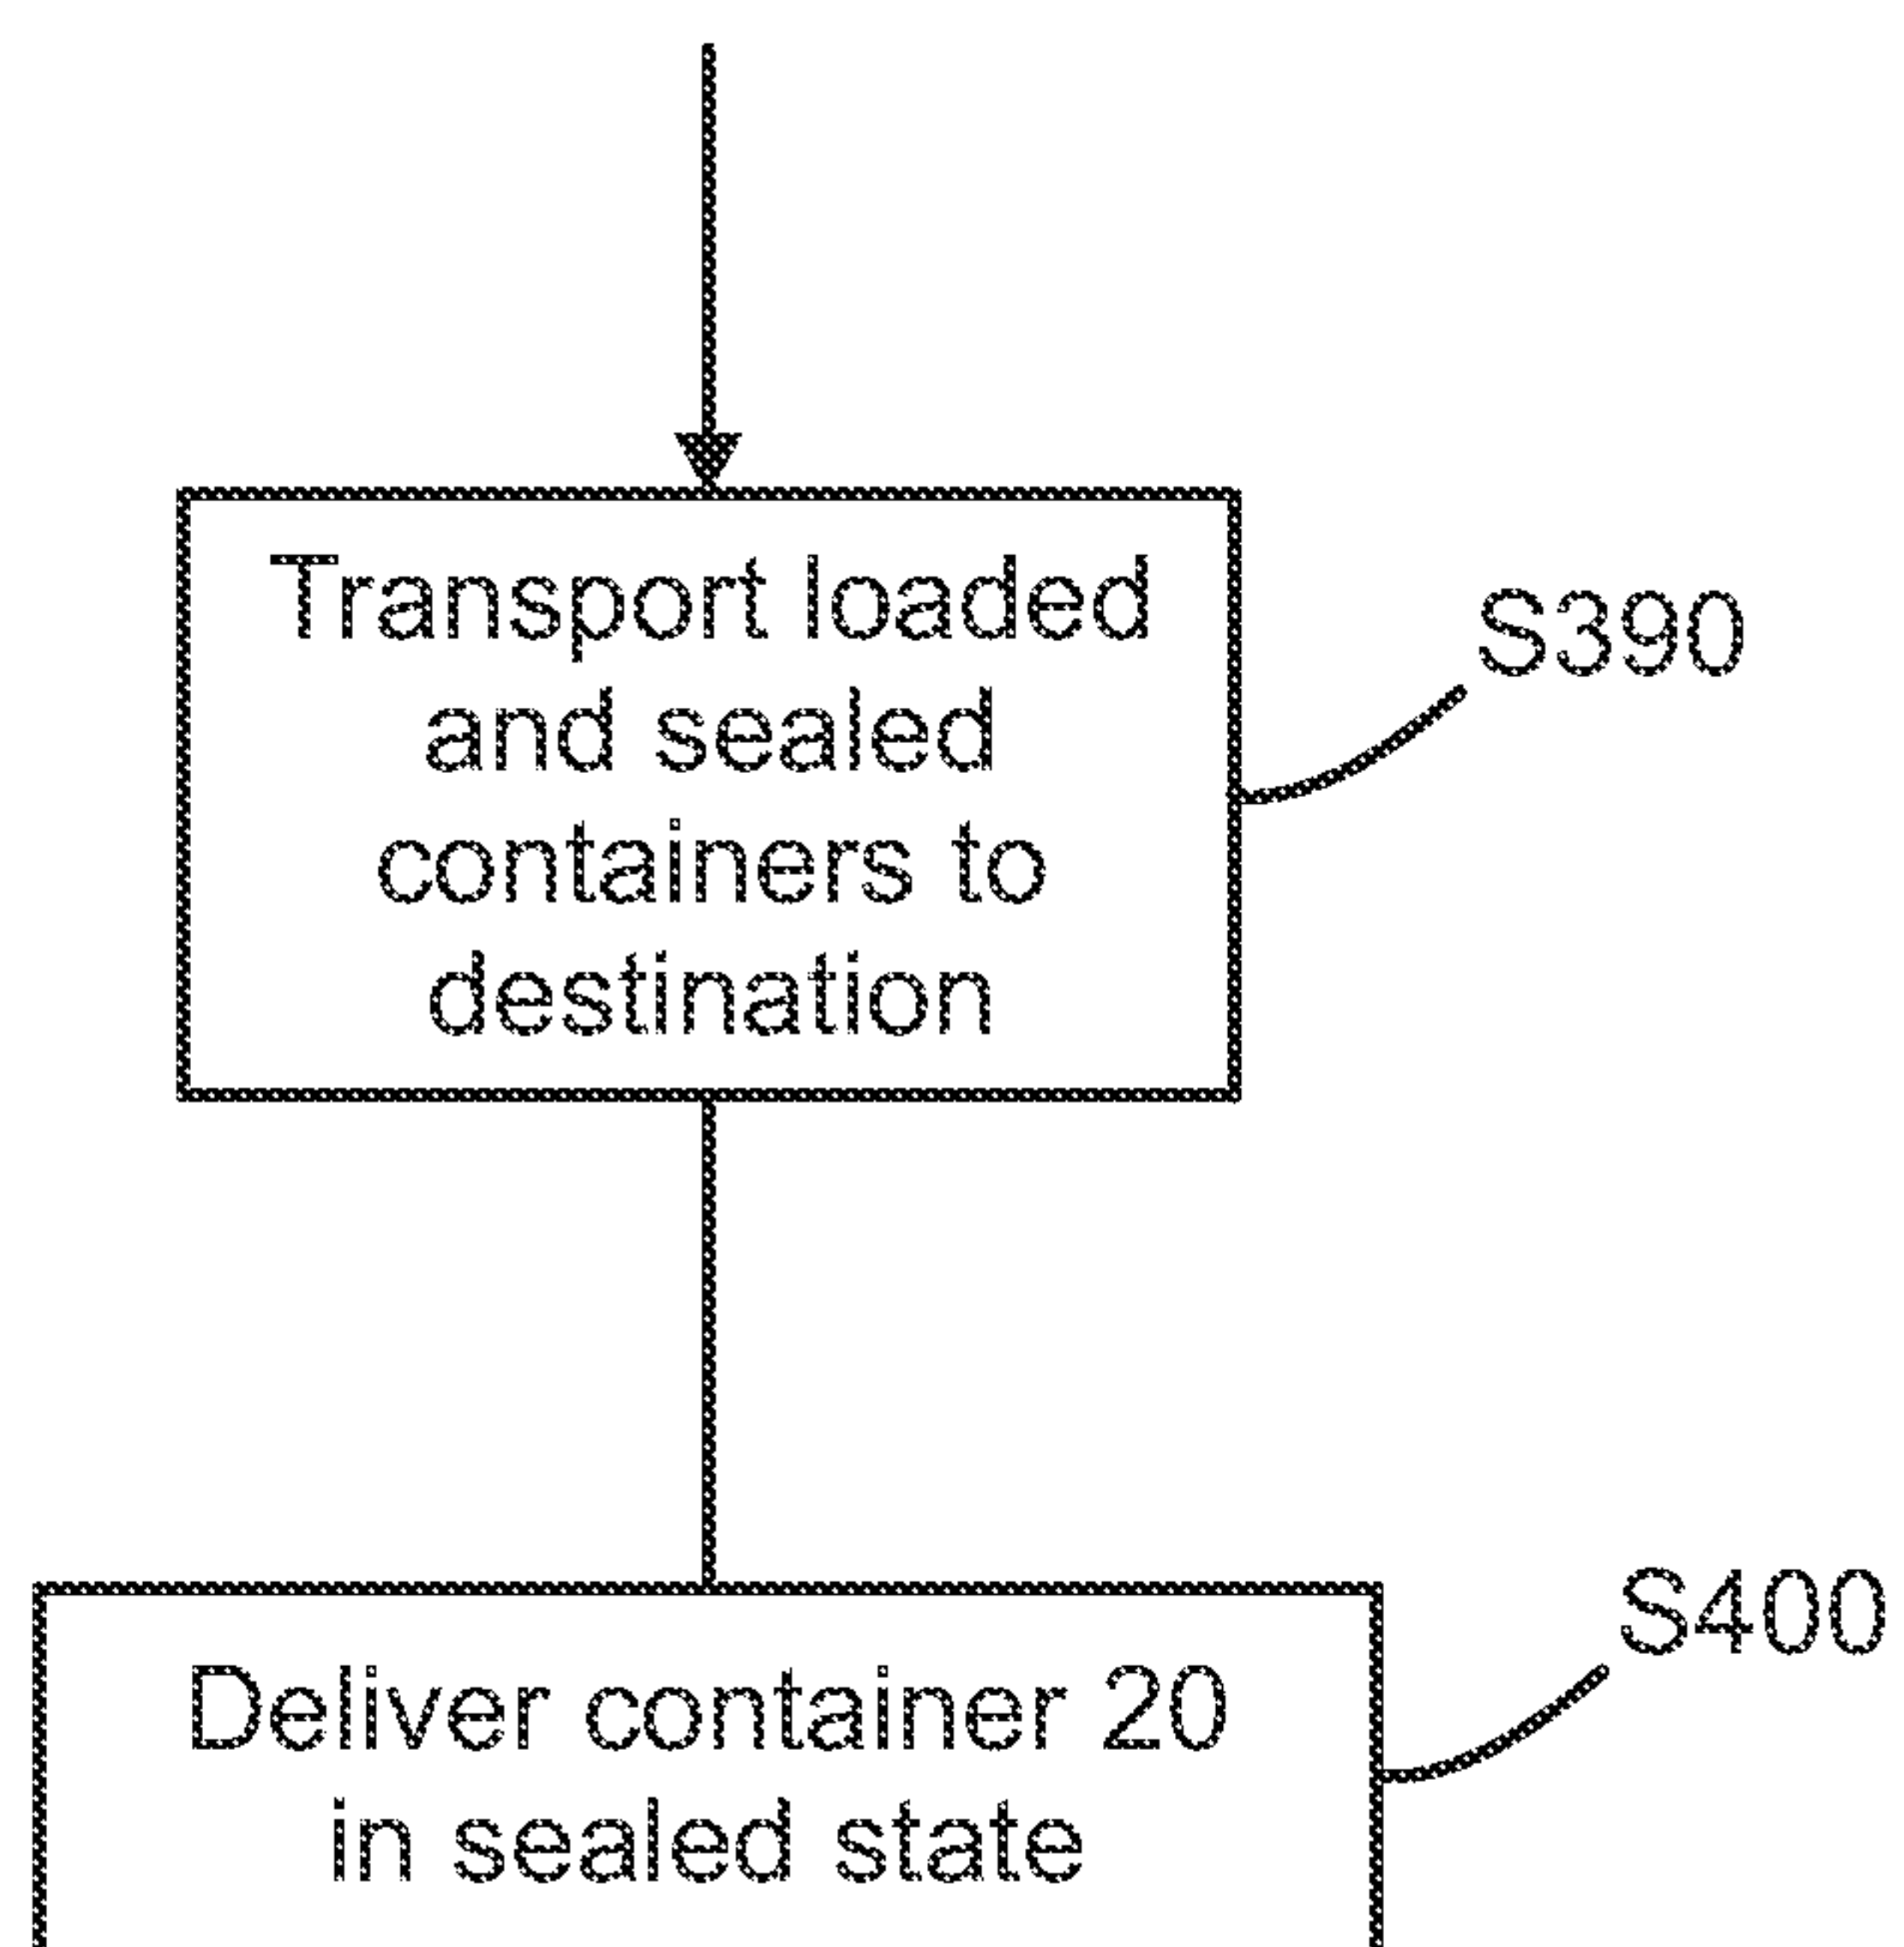 Transport loaded
and sealed
containers to
destination
S390
S400
Deliver container 20
in sealed state